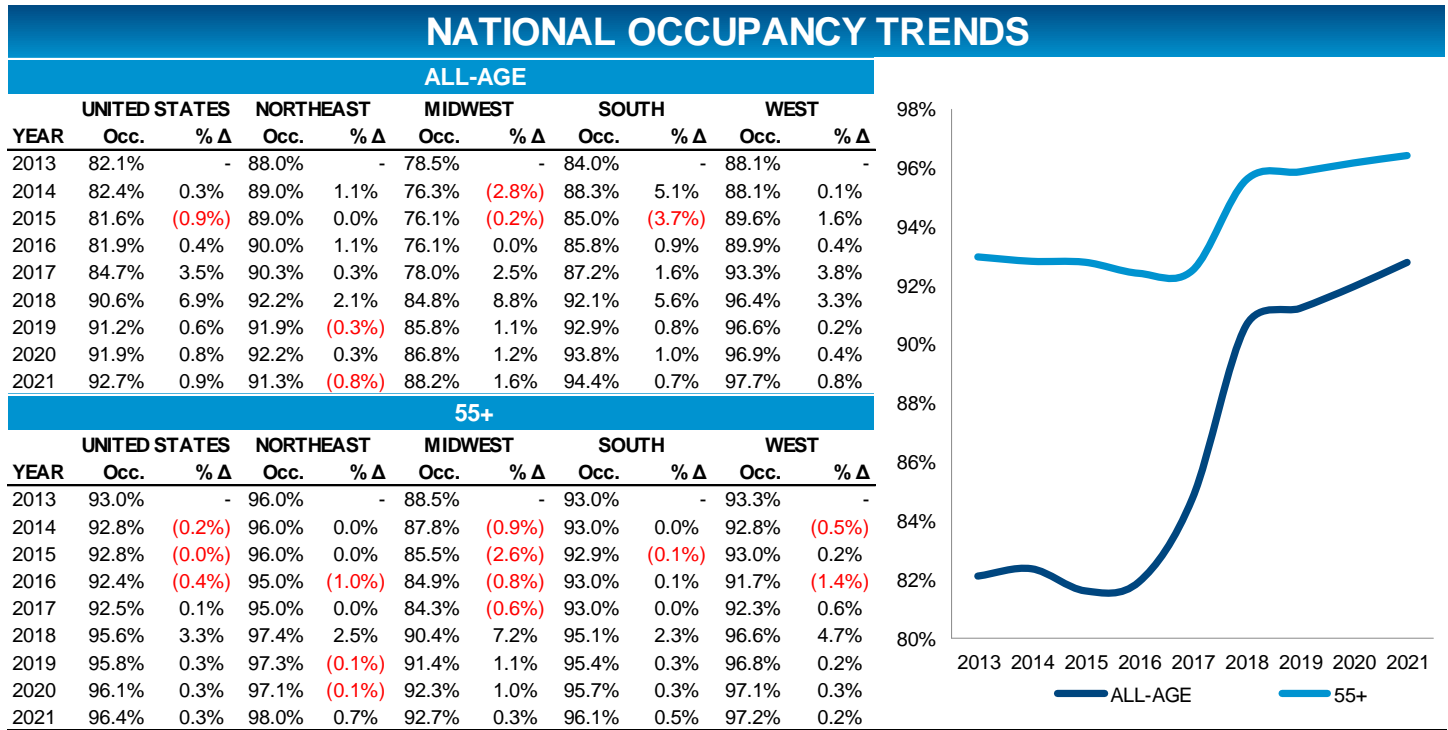 NATIONAL OCCUPANCY TRENDS
ALL-AGE
UNITED STATES NORTHEAST MIDWEST SOUTH WEST
YEAR Occ. % Δ Occ. % Δ Occ. % Δ Occ. % Δ Occ. % Δ
2013 82.1% - 88.0% - 78.5% - 84.0% - 88.1% -
2014 82.4% 0.3% 89.0% 1.1% 76.3% (2.8%) 88.3% 5.1% 88.1% 0.1%
2015 81.6% (0.9%) 89.0% 0.0% 76.1% (0.2%) 85.0% (3.7%) 89.6% 1.6%
2016 81.9% 0.4% 90.0% 1.1% 76.1% 0.0% 85.8% 0.9% 89.9% 0.4%
2017 84.7% 3.5% 90.3% 0.3% 78.0% 2.5% 87.2% 1.6% 93.3% 3.8%
2018 90.6% 6.9% 92.2% 2.1% 84.8% 8.8% 92.1% 5.6% 96.4% 3.3%
2019 91.2% 0.6% 91.9% (0.3%) 85.8% 1.1% 92.9% 0.8% 96.6% 0.2%
2020 91.9% 0.8% 92.2% 0.3% 86.8% 1.2% 93.8% 1.0% 96.9% 0.4%
2021 92.7% 0.9% 91.3% (0.8%) 88.2% 1.6% 94.4% 0.7% 97.7% 0.8%
55+
UNITED STATES NORTHEAST MIDWEST SOUTH WEST
YEAR Occ. % Δ Occ. % Δ Occ. % Δ Occ. % Δ Occ. % Δ
2013 93.0% - 96.0% - 88.5% - 93.0% - 93.3% -
2014 92.8% (0.2%) 96.0% 0.0% 87.8% (0.9%) 93.0% 0.0% 92.8% (0.5%)
2015 92.8% (0.0%) 96.0% 0.0% 85.5% (2.6%) 92.9% (0.1%) 93.0% 0.2%
2016 92.4% (0.4%) 95.0% (1.0%) 84.9% (0.8%) 93.0% 0.1% 91.7% (1.4%)
2017 92.5% 0.1% 95.0% 0.0% 84.3% (0.6%) 93.0% 0.0% 92.3% 0.6%
2018 95.6% 3.3% 97.4% 2.5% 90.4% 7.2% 95.1% 2.3% 96.6% 4.7%
2019 95.8% 0.3% 97.3% (0.1%) 91.4% 1.1% 95.4% 0.3% 96.8% 0.2%
2020 96.1% 0.3% 97.1% (0.1%) 92.3% 1.0% 95.7% 0.3% 97.1% 0.3%
2021 96.4% 0.3% 98.0% 0.7% 92.7% 0.3% 96.1% 0.5% 97.2% 0.2%
98%
96%
94%
92%
90%
88%
86%
84%
82%
80%
2013 2014 2015 2016 2017 2018 2019 2020 2021
ALL-AGE 55+